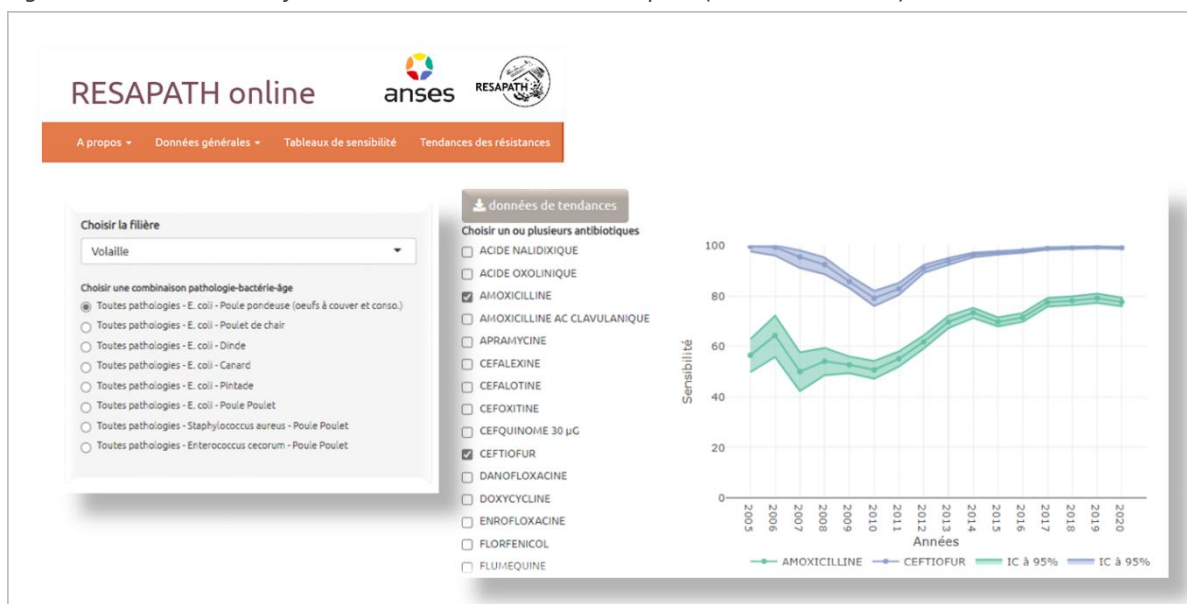 RESAPATH online
anses
RESAPATH
A propos
Données générales
Tableaux de sensibilité
Tendances des résistances
Choisir la filière
Volaille
Choisir une combinaison pathologie-bactérie-âge
Toutes pathologies - E. coli - Poule pondeuse (oeufs à couver et conso.)
Toutes pathologies - E. coli - Poulet de chair
Toutes pathologies - E. coli - Dinde
Toutes pathologies - E. coli - Canard
Toutes pathologies - E. coli - Pintade
Toutes pathologies - E. coli - Poule Poulet
Toutes pathologies - Staphylococcus aureus - Poule Poulet
Toutes pathologies - Enterococcus cecorum - Poule Poulet
données de tendances
Choisir un ou plusieurs antibiotiques
ACIDE NALIDIXIQUE
ACIDE OXOLINIQUE
AMOXICILLINE
AMOXICILLINE AC CLAVULANIQUE
APRAMYCINE
CEFALEXINE
CEFALOTINE
CEFOXITINE
CEFQUINOME 30 µG
CEFTIOFUR
DANOFLOXACINE
DOXYCYCLINE
ENROFLOXACINE
FLORFENICOL
FLUMEQUINE
Sensibilité
100
80
60
40
20
0
2005
2006
2007
2008
2009
2010
2011
2012
2013
2014
2015
2016
2017
2018
2019
2020
Années
AMOXICILLINE
CEFTIOFUR
IC à 95%
IC à 95%